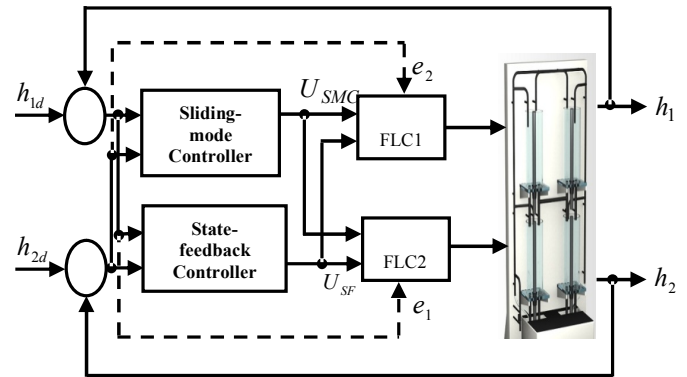 h1d
Sliding-
mode
Controller
USMC
e2
FLC1
h1
h2d
State-
feedback
Controller
USF
FLC2
e1
h2